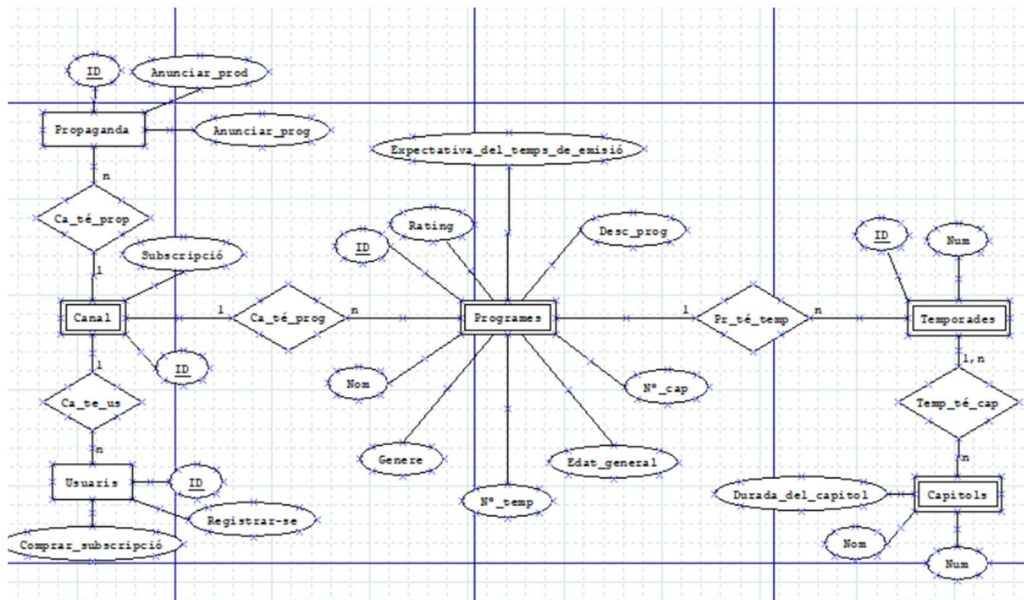 ID
Anunciar_prod
Propaganda
Anunciar_prog
n
Ca_té_prop
1
Subscripció
Canal
ID
1
Ca_te_us
n
Usuaris
ID
Registrar-se
Comprar_subscripció
1
Ca_té_prog
n
Expectativa_del_temps_de_emisió
Rating
ID
Desc_prog
Programes
Nom
Nº_cap
Genere
Edat_general
Nº_temp
1
Pr_té_temp
n
ID
Num
Temporades
1,n
Temp_té_cap
n
Durada_del_capitol
Capitols
Nom
Num